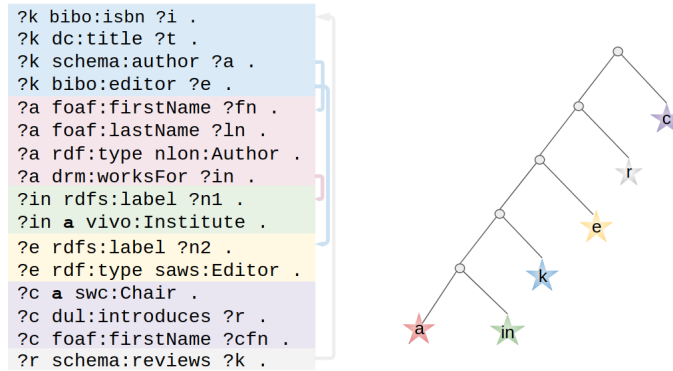 ?k bibo:isbn ?i .
?k dc:title ?t .
?k schema:author ?a .
?k bibo:editor ?e .
?a foaf:firstName ?fn .
?a foaf:lastName ?ln .
?a rdf:type nlon:Author .
?a drm:worksFor ?in .
?in rdfs:label ?n1 .
?in a vivo:Institute .
?e rdfs:label ?n2 .
?e rdf:type saws:Editor .
?c a swc:Chair .
?c dul:introduces ?r .
?c foaf:firstName ?cfn .
?r schema:reviews ?k .
c
r
e
k
a
in